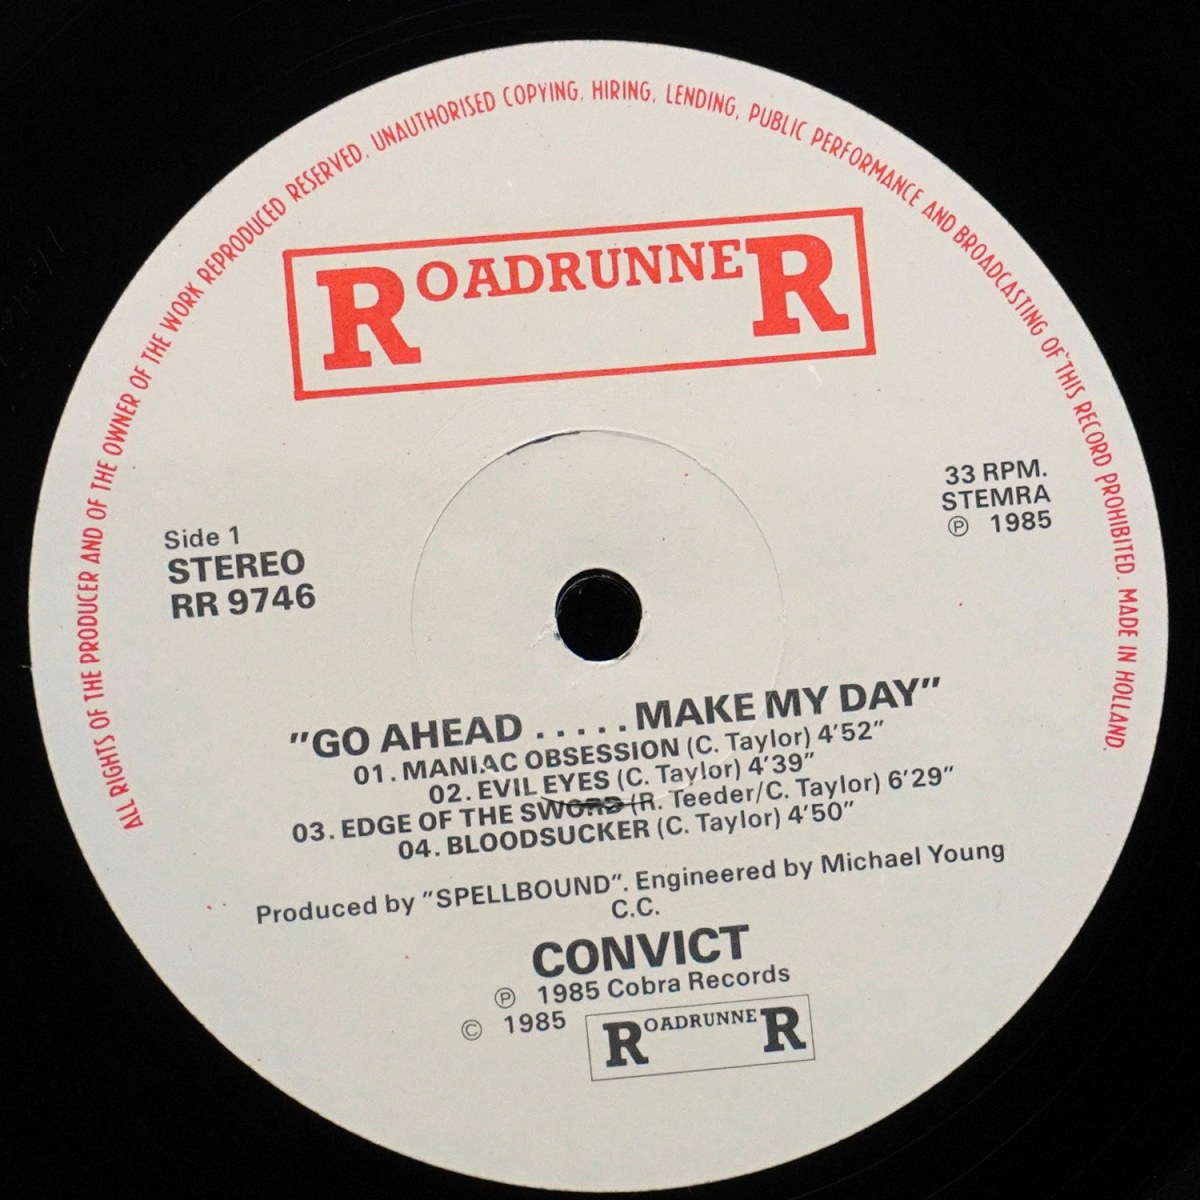 ALL RIGHTS OF THE PRODUCER AND OF THE OWNER OF THE WORK REPRODUCED RESERVED. UNAUTHORISED COPYING, HIRING, LENDING, PUBLIC PERFORMANCE AND BROADCASTING OF THIS RECORD PROHIBITED. MADE IN HOLLAND.
ROADRUNNER
33 RPM.
STEMRA
Ⓟ 1985
Side 1
STEREO
RR 9746
"GO AHEAD . . . . . MAKE MY DAY"
01. MANIAC OBSESSION (C. Taylor) 4'52"
02. EVIL EYES (C. Taylor) 4'39"
03. EDGE OF THE SWORD (R. Teeder/C. Taylor) 6'29"
04. BLOODSUCKER (C. Taylor) 4'50"
Produced by "SPELLBOUND". Engineered by Michael Young
C.C.
CONVICT
Ⓟ 1985 Cobra Records
© 1985 ROADRUNNER